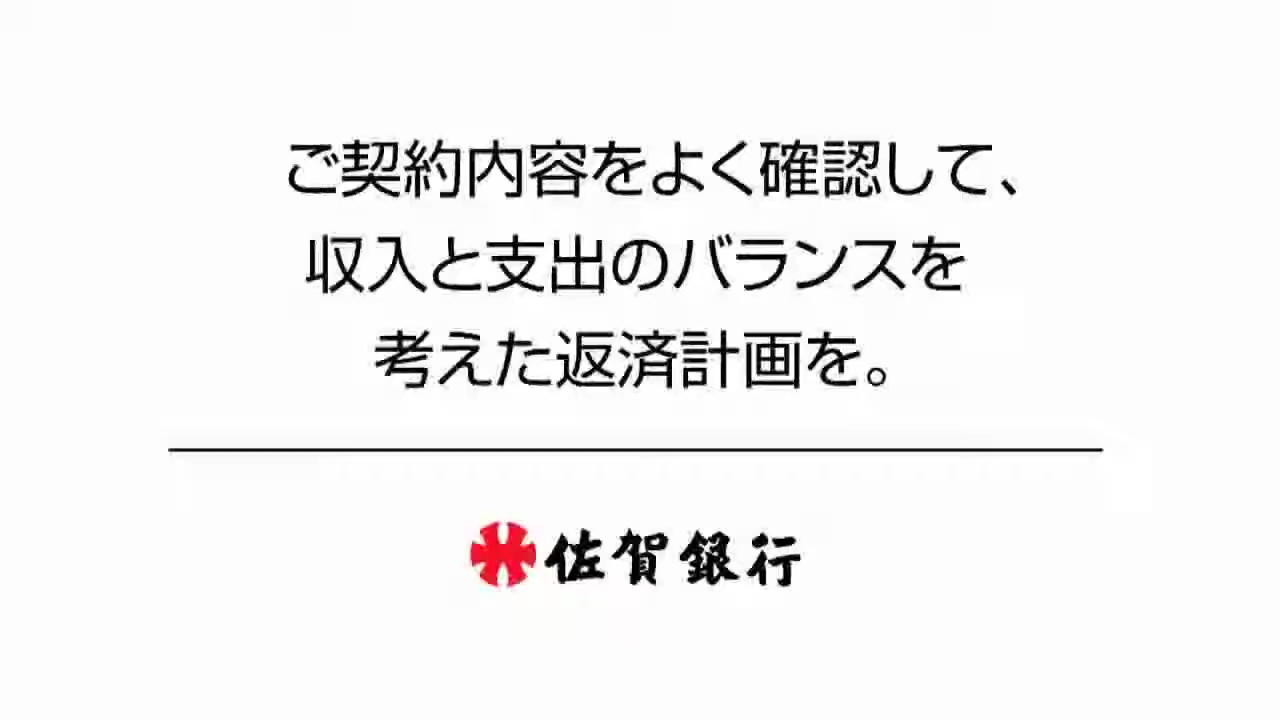 ご契約内容をよく確認して、
収入と支出のバランスを
考えた返済計画を。
佐賀銀行